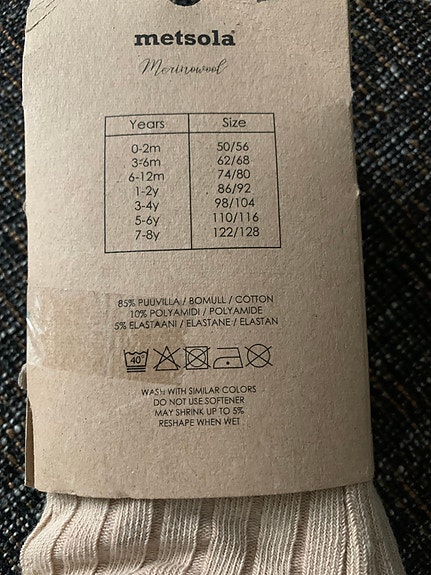 metsola
Merinowool
Years Size
0-2m 50/56
3-6m 62/68
6-12m 74/80
1-2y 86/92
3-4y 98/104
5-6y 110/116
7-8y 122/128
85% PUUVILLA / BOMULL / COTTON
10% POLYAMIDI / POLYAMIDE
5% ELASTAANI / ELASTANE / ELASTAN
40°
WASH WITH SIMILAR COLORS
DO NOT USE SOFTENER
MAY SHRINK UP TO 5%
RESHAPE WHEN WET